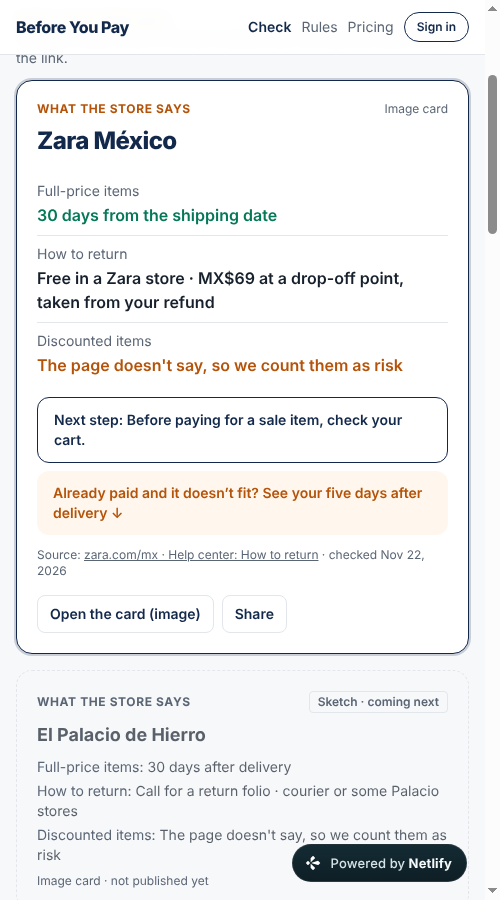 Before You Pay
Check Rules Pricing Sign in
the link.
WHAT THE STORE SAYS
Image card
Zara México
Full-price items
30 days from the shipping date
How to return
Free in a Zara store · MX$69 at a drop-off point,
taken from your refund
Discounted items
The page doesn't say, so we count them as risk
Next step: Before paying for a sale item, check your
cart.
Already paid and it doesn’t fit? See your five days after
delivery ↓
Source: zara.com/mx · Help center: How to return · checked Nov 22,
2026
Open the card (image)
Share
WHAT THE STORE SAYS
Sketch · coming next
El Palacio de Hierro
Full-price items: 30 days after delivery
How to return: Call for a return folio · courier or some Palacio
stores
Discounted items: The page doesn't say, so we count them as
risk
Image card · not published yet
Powered by Netlify